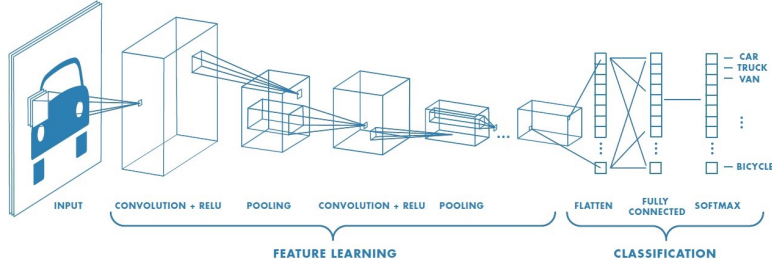 CAR
TRUCK
VAN
BICYCLE
INPUT
CONVOLUTION + RELU
POOLING
CONVOLUTION + RELU
POOLING
FLATTEN
FULLY
CONNECTED
SOFTMAX
FEATURE LEARNING
CLASSIFICATION